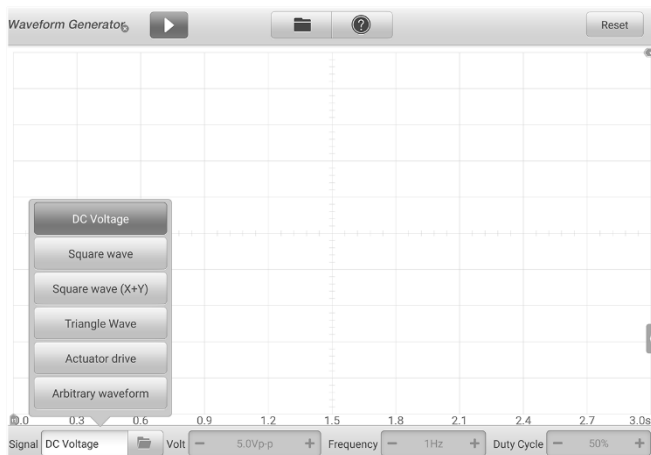 Waveform Generator
Reset
DC Voltage
Square wave
Square wave (X+Y)
Triangle Wave
Actuator drive
Arbitrary waveform
0.0 0.3 0.6 0.9 1.2 1.5 1.8 2.1 2.4 2.7 3.0s
Signal DC Voltage Volt − 5.0Vp-p + Frequency − 1Hz + Duty Cycle − 50% +